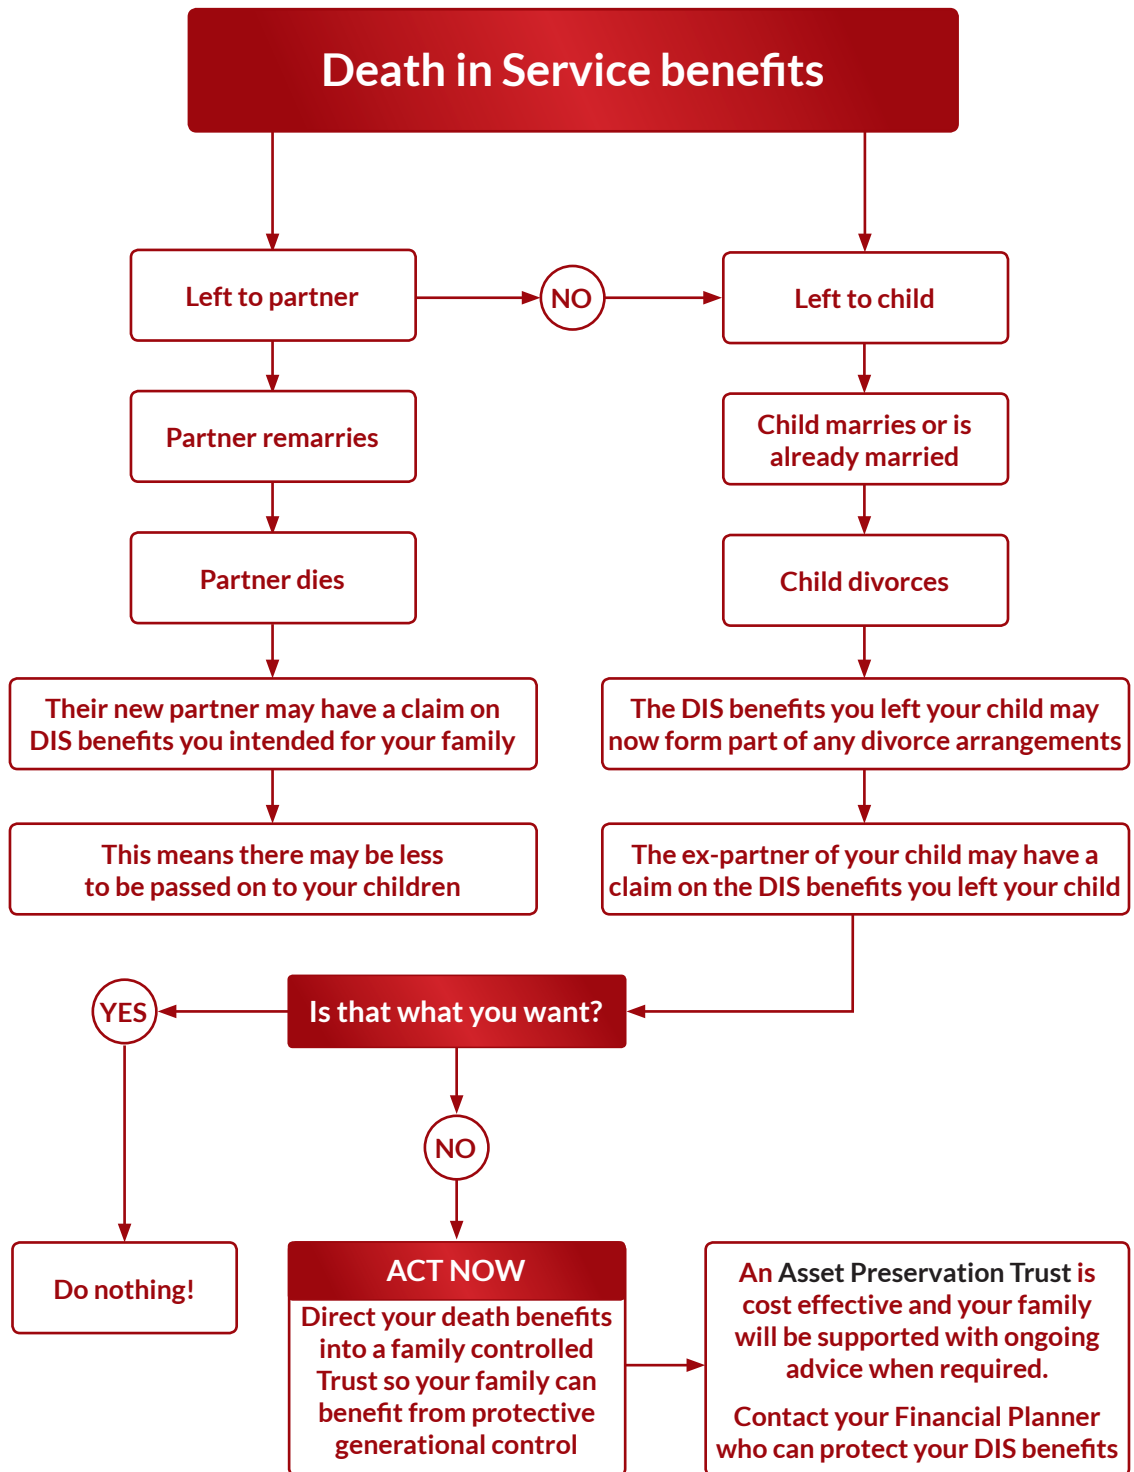 Death in Service benefits
Left to partner
NO
Left to child
Partner remarries
Child marries or is
already married
Partner dies
Child divorces
Their new partner may have a claim on
DIS benefits you intended for your family
The DIS benefits you left your child may
now form part of any divorce arrangements
This means there may be less
to be passed on to your children
The ex-partner of your child may have a
claim on the DIS benefits you left your child
YES
Is that what you want?
NO
Do nothing!
ACT NOW
Direct your death benefits
into a family controlled
Trust so your family can
benefit from protective
generational control
An Asset Preservation Trust is
cost effective and your family
will be supported with ongoing
advice when required.
Contact your Financial Planner
who can protect your DIS benefits